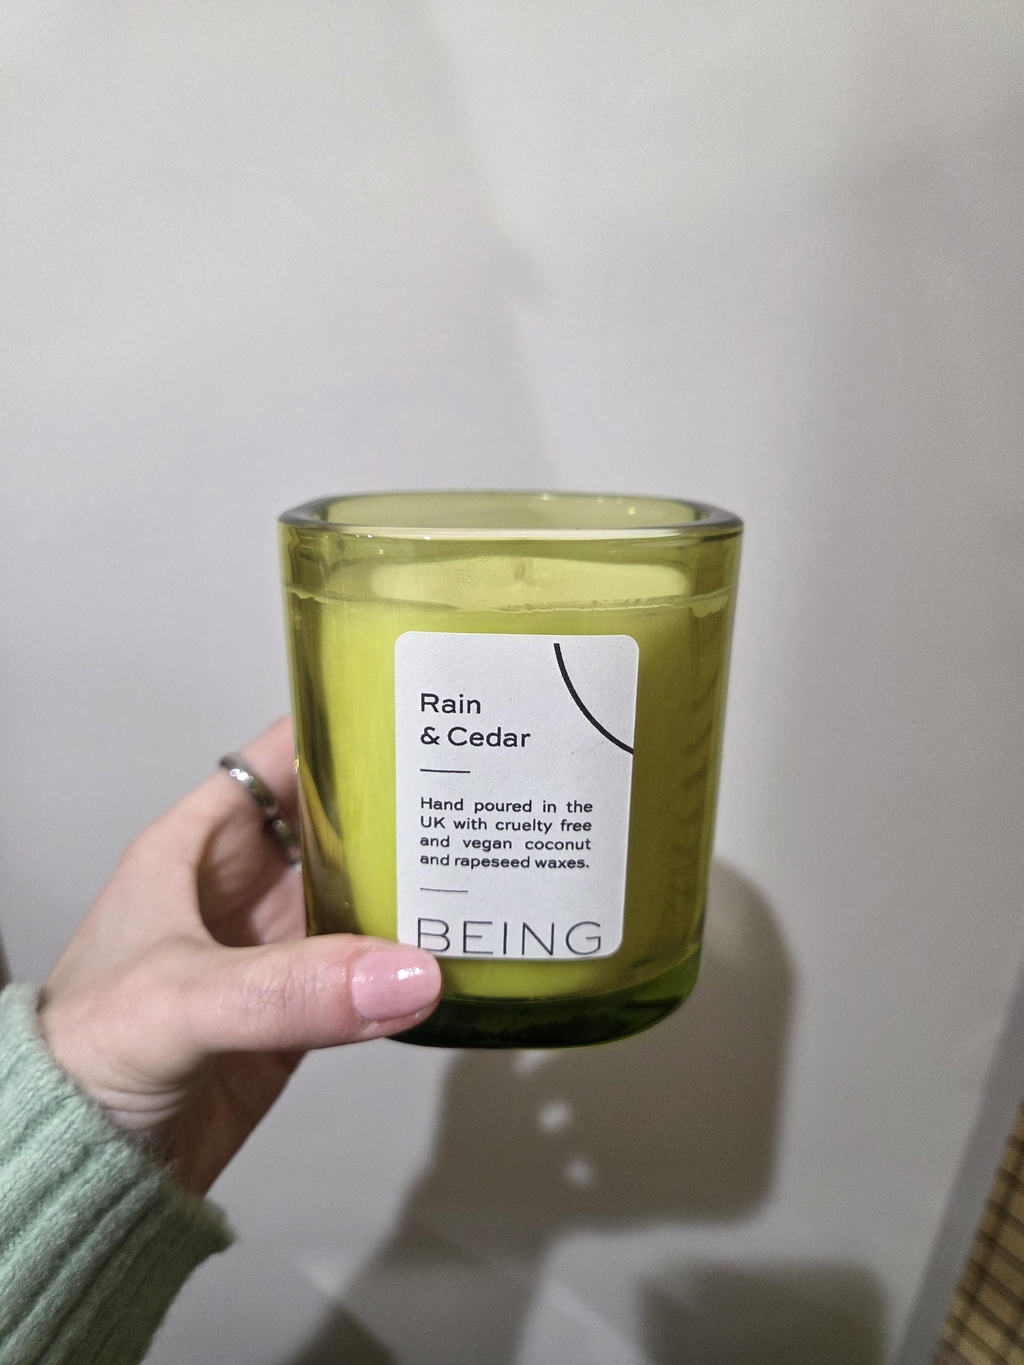 Rain
& Cedar
Hand poured in the
UK with cruelty free
and vegan coconut
and rapeseed waxes.
BEING